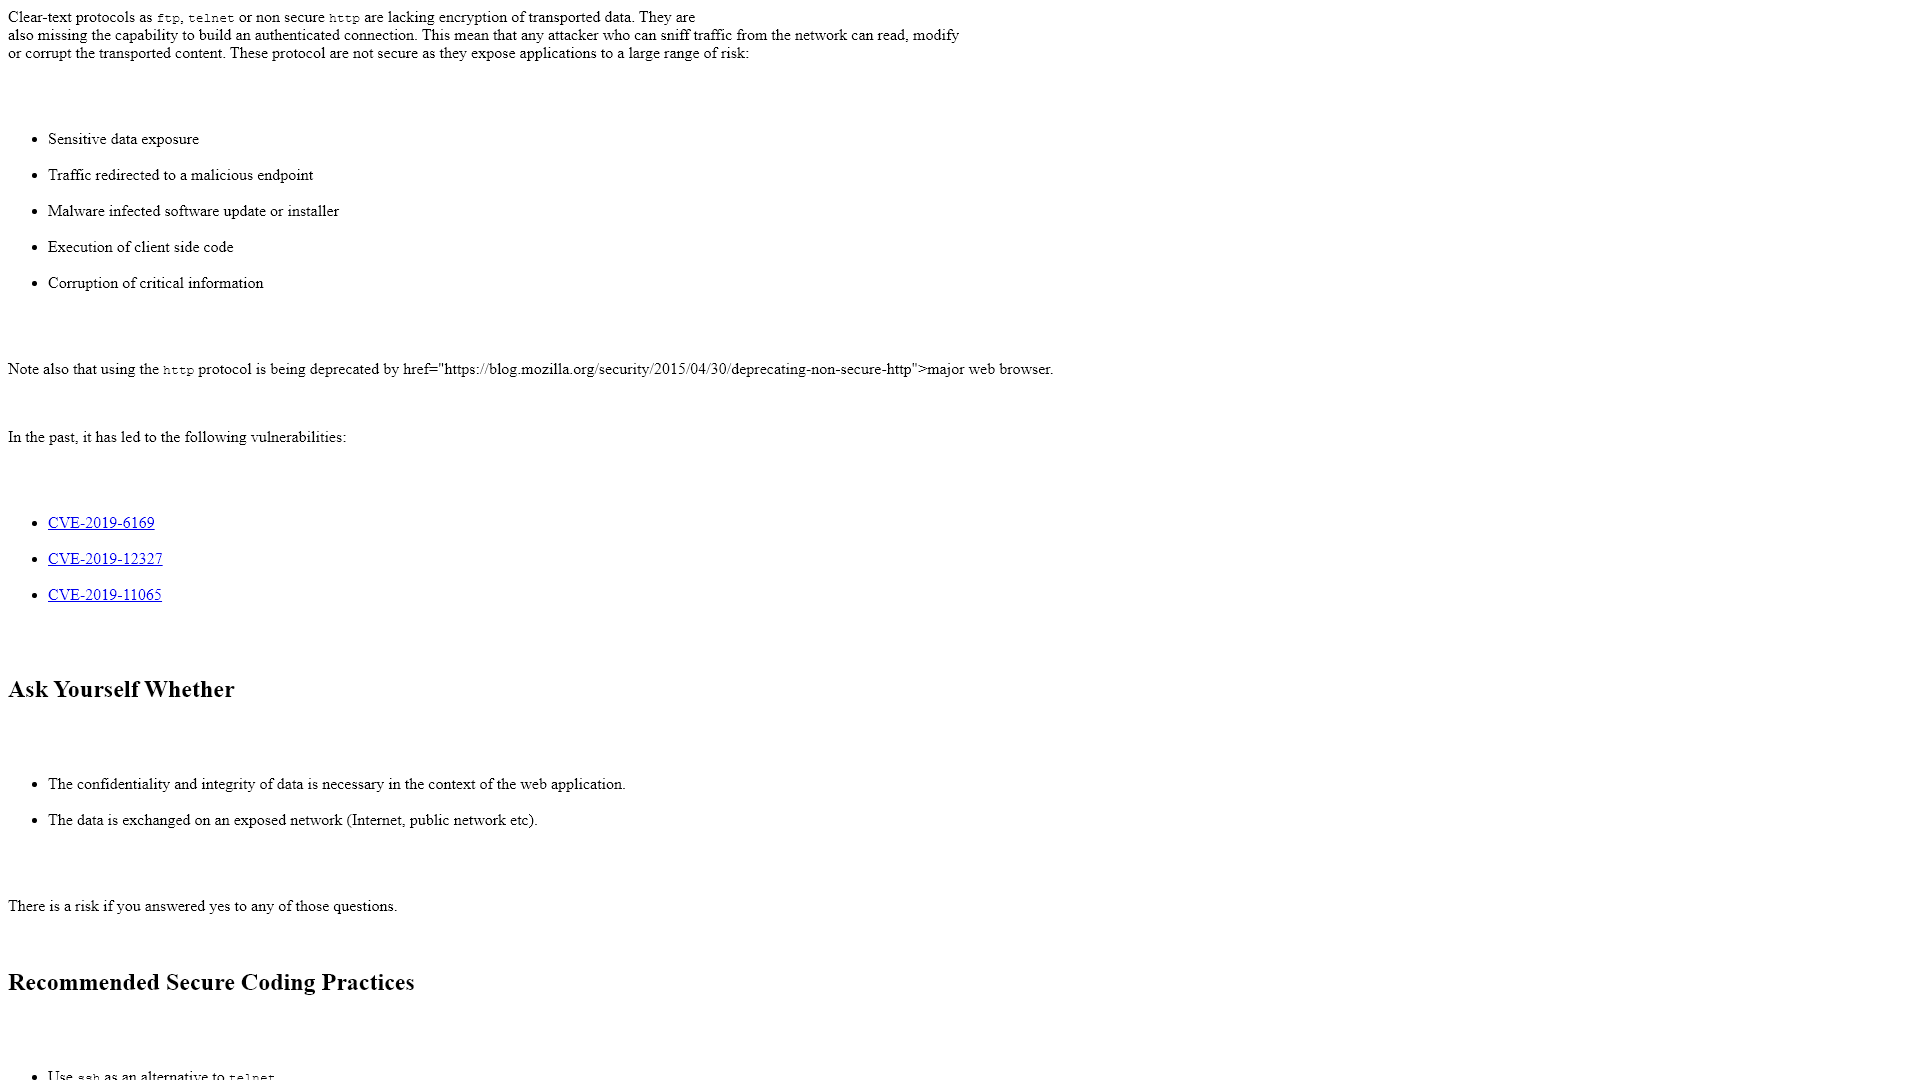 Clear-text protocols as ftp, telnet or non secure http are lacking encryption of transported data. They are
also missing the capability to build an authenticated connection. This mean that any attacker who can sniff traffic from the network can read, modify
or corrupt the transported content. These protocol are not secure as they expose applications to a large range of risk:
• Sensitive data exposure
• Traffic redirected to a malicious endpoint
• Malware infected software update or installer
• Execution of client side code
• Corruption of critical information
Note also that using the http protocol is being deprecated by href="https://blog.mozilla.org/security/2015/04/30/deprecating-non-secure-http">major web browser.
In the past, it has led to the following vulnerabilities:
• CVE-2019-6169
• CVE-2019-12327
• CVE-2019-11065
Ask Yourself Whether
• The confidentiality and integrity of data is necessary in the context of the web application.
• The data is exchanged on an exposed network (Internet, public network etc).
There is a risk if you answered yes to any of those questions.
Recommended Secure Coding Practices
• Use ssh as an alternative to telnet